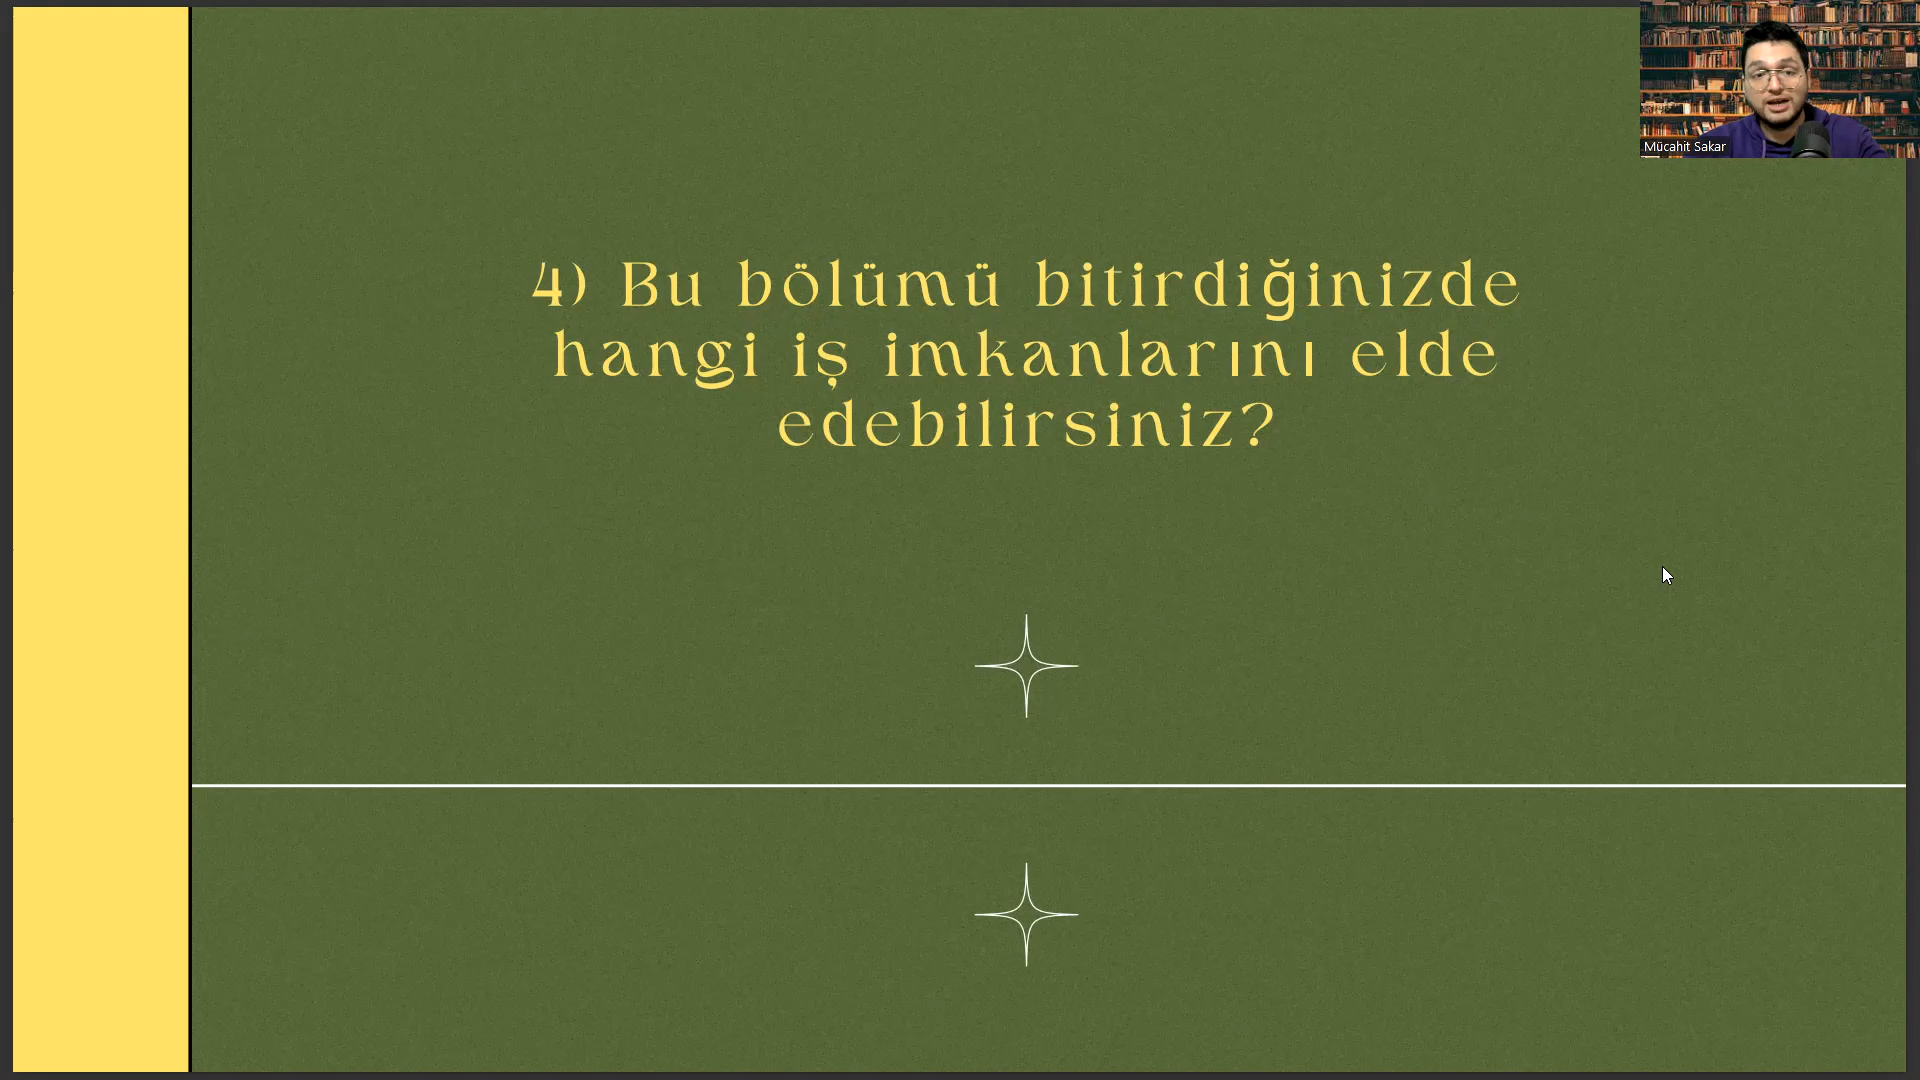 Mücahit Sakar
4) Bu bölümü bitirdiğinizde
hangi iş imkanlarını elde
edebilirsiniz?